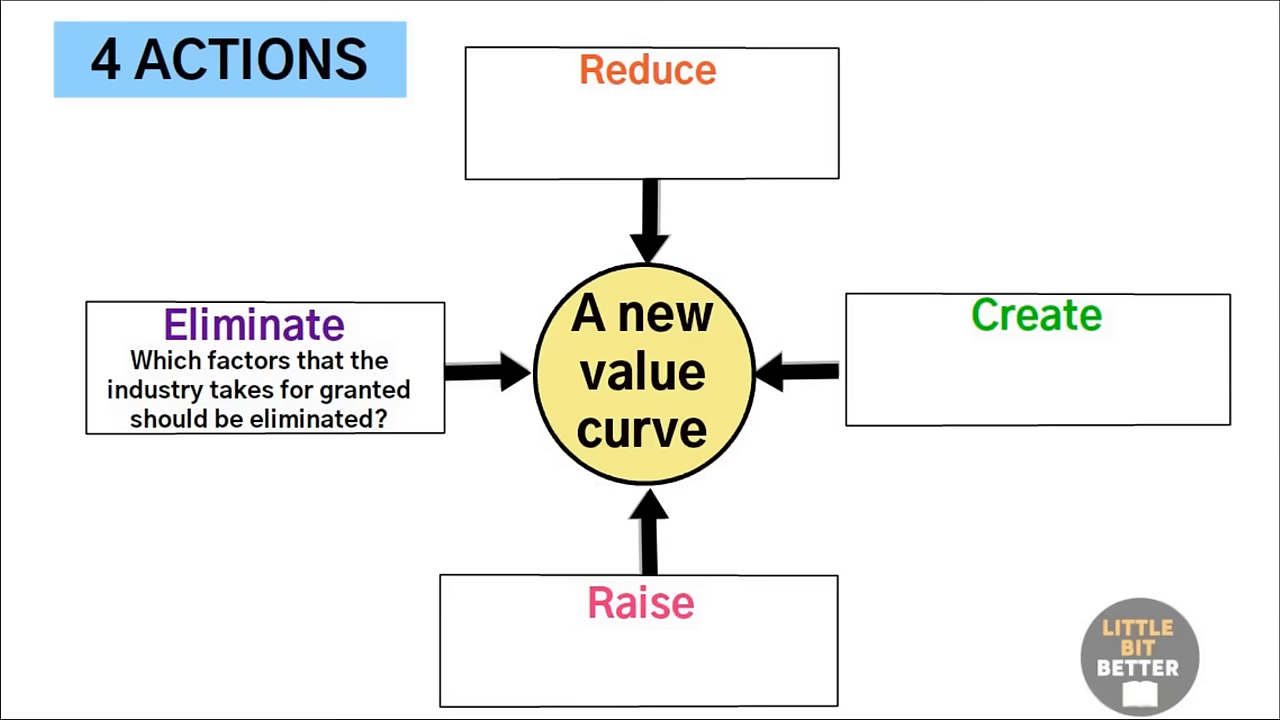 4 ACTIONS
Reduce
Eliminate
Which factors that the
industry takes for granted
should be eliminated?
A new
value
curve
Create
Raise
LITTLE
BIT
BETTER